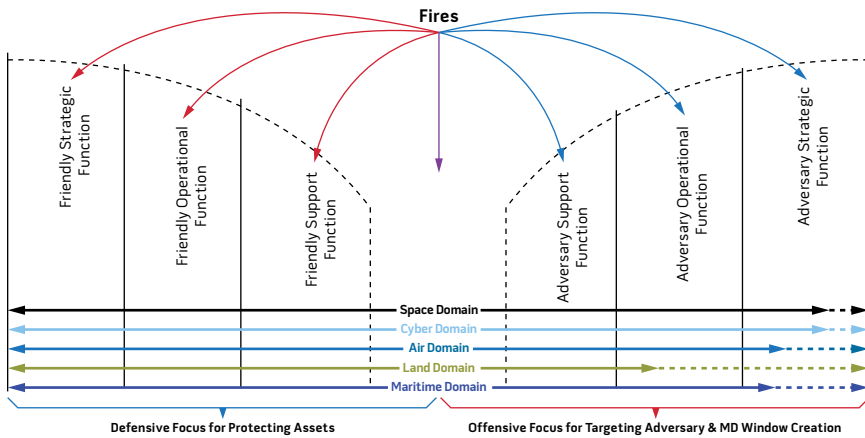 Fires
Friendly Strategic
Function
Friendly Operational
Function
Friendly Support
Function
Adversary Support
Function
Adversary Operational
Function
Adversary Strategic
Function
Space Domain
Cyber Domain
Air Domain
Land Domain
Maritime Domain
Defensive Focus for Protecting Assets
Offensive Focus for Targeting Adversary & MD Window Creation